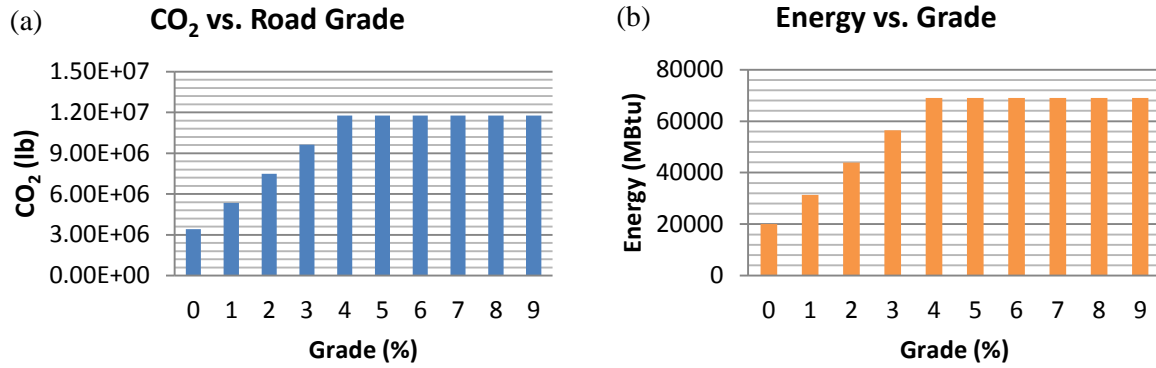 (a)
CO₂ vs. Road Grade
CO₂ (lb)
1.50E+07
1.20E+07
9.00E+06
6.00E+06
3.00E+06
0.00E+00
0 1 2 3 4 5 6 7 8 9
Grade (%)
(b)
Energy vs. Grade
Energy (MBtu)
80000
60000
40000
20000
0
0 1 2 3 4 5 6 7 8 9
Grade (%)